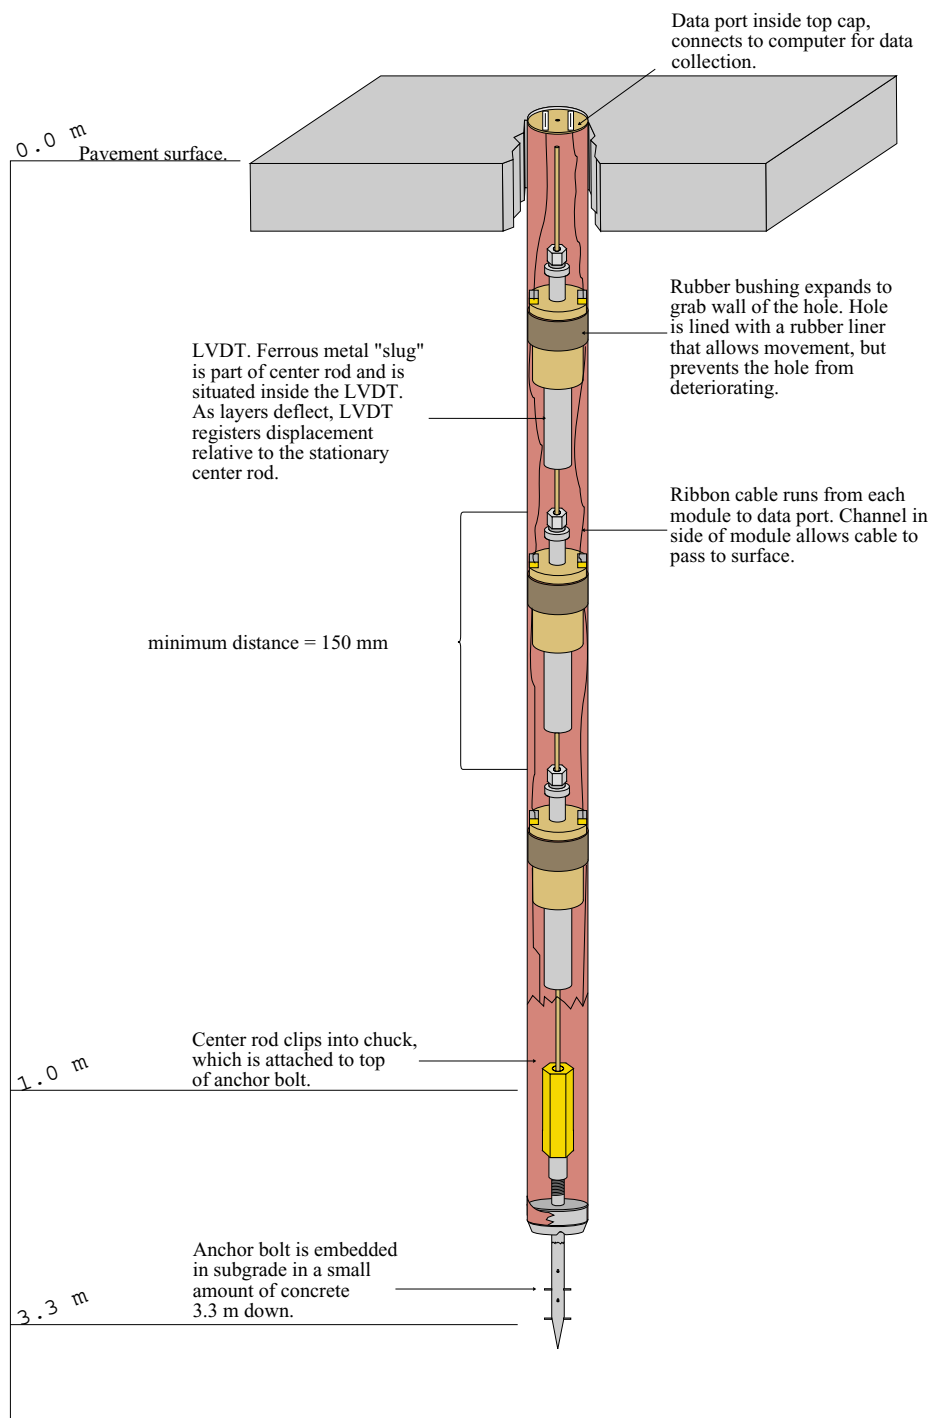 Data port inside top cap,
connects to computer for data
collection.
0.0 m
Pavement surface.
Rubber bushing expands to
grab wall of the hole. Hole
is lined with a rubber liner
that allows movement, but
prevents the hole from
deteriorating.
LVDT. Ferrous metal "slug"
is part of center rod and is
situated inside the LVDT.
As layers deflect, LVDT
registers displacement
relative to the stationary
center rod.
Ribbon cable runs from each
module to data port. Channel in
side of module allows cable to
pass to surface.
minimum distance = 150 mm
Center rod clips into chuck,
which is attached to top
of anchor bolt.
1.0 m
Anchor bolt is embedded
in subgrade in a small
amount of concrete
3.3 m down.
3.3 m